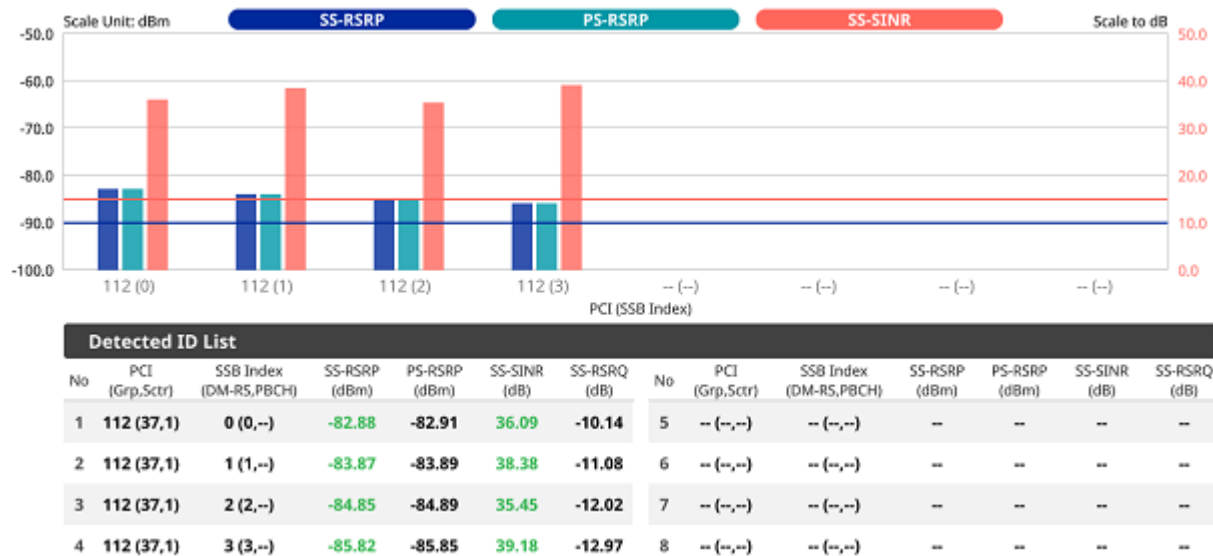 Scale Unit: dBm SS-RSRP PS-RSRP SS-SINR Scale to dB
-50.0 50.0
-60.0 40.0
-70.0 30.0
-80.0 20.0
-90.0 10.0
-100.0 0.0
112 (0) 112 (1) 112 (2) 112 (3) -- (--) -- (--) -- (--) -- (--)
PCI (SSB Index)
Detected ID List
No PCI SSB Index SS-RSRP PS-RSRP SS-SINR SS-RSRQ No PCI SSB Index SS-RSRP PS-RSRP SS-SINR SS-RSRQ
(Grp,Sctr) (DM-RS,PBCH) (dBm) (dBm) (dB) (dB) (Grp,Sctr) (DM-RS,PBCH) (dBm) (dBm) (dB) (dB)
1 112 (37,1) 0 (0,--) -82.88 -82.91 36.09 -10.14 5 -- (--,--) -- (--,--) -- -- -- --
2 112 (37,1) 1 (1,--) -83.87 -83.89 38.38 -11.08 6 -- (--,--) -- (--,--) -- -- -- --
3 112 (37,1) 2 (2,--) -84.85 -84.89 35.45 -12.02 7 -- (--,--) -- (--,--) -- -- -- --
4 112 (37,1) 3 (3,--) -85.82 -85.85 39.18 -12.97 8 -- (--,--) -- (--,--) -- -- -- --